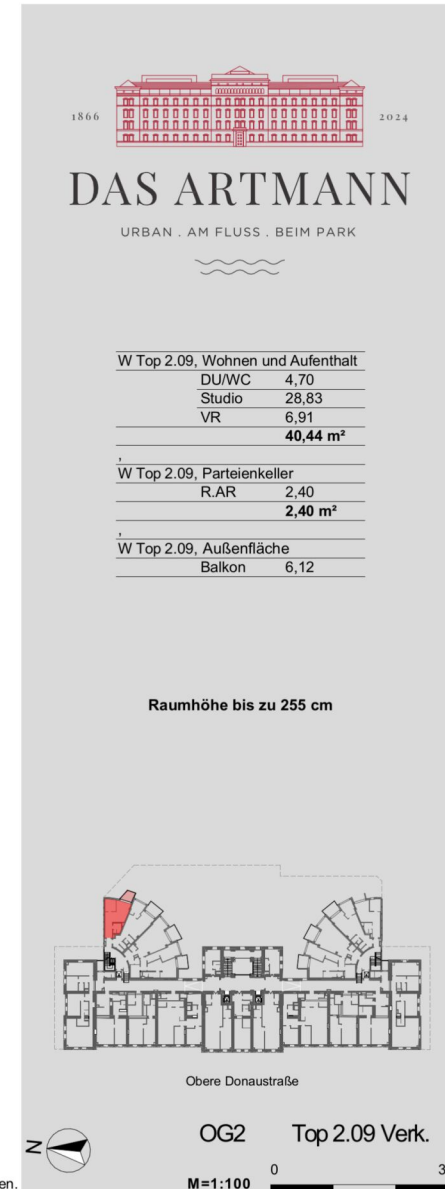 1866 2024
DAS ARTMANN
URBAN . AM FLUSS . BEIM PARK
W Top 2.09, Wohnen und Aufenthalt
DU/WC 4,70
Studio 28,83
VR 6,91
40,44 m²
,
W Top 2.09, Parteienkeller
R.AR 2,40
2,40 m²
,
W Top 2.09, Außenfläche
Balkon 6,12
Raumhöhe bis zu 255 cm
Obere Donaustraße
N
OG2 Top 2.09 Verk.
0 3
en. M=1:100